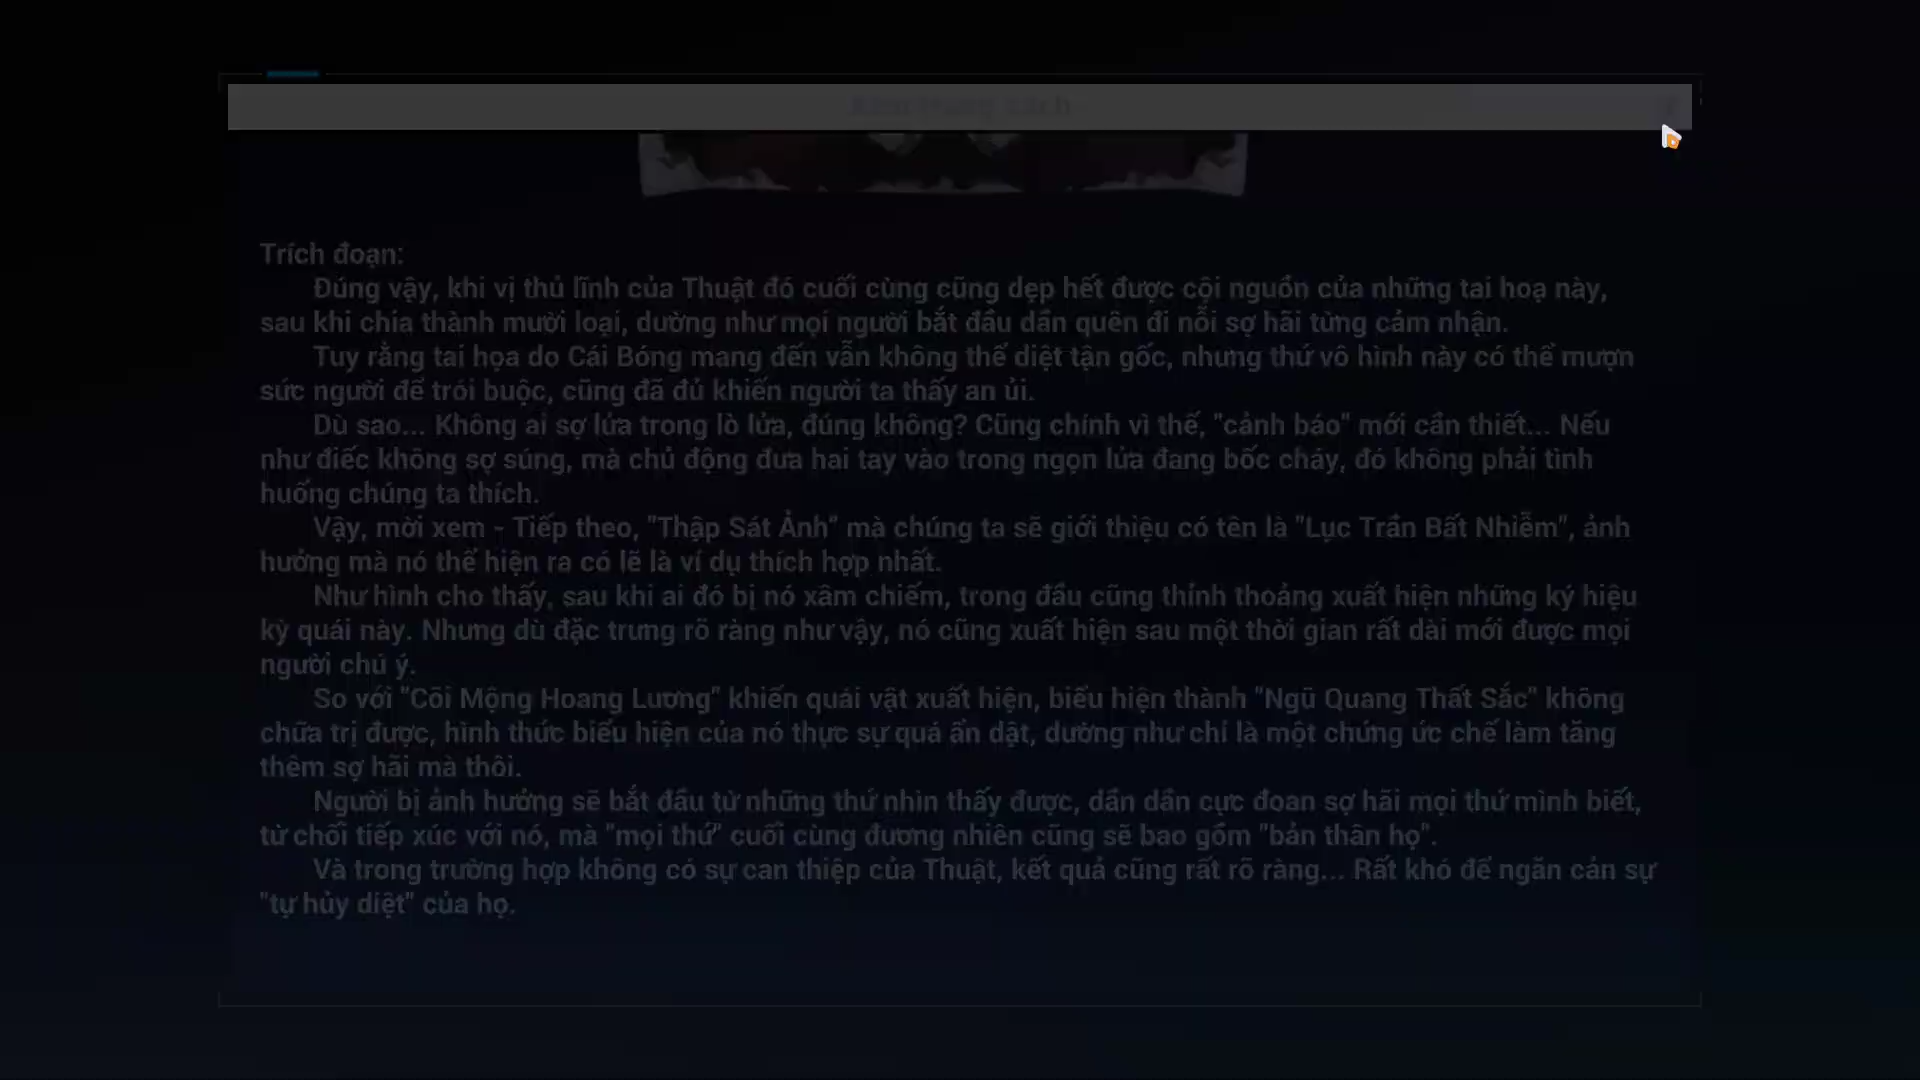 Trích đoạn:
Đúng vậy, khi vị thủ lĩnh của Thuật đó cuối cùng cũng dẹp hết được cội nguồn của những tai hoạ này,
sau khi chia thành mười loại, dường như mọi người bắt đầu dần quên đi nỗi sợ hãi từng cảm nhận.
Tuy rằng tai họa do Cái Bóng mang đến vẫn không thể diệt tận gốc, nhưng thứ vô hình này có thể mượn
sức người để trói buộc, cũng đã đủ khiến người ta thấy an ủi.
Dù sao... Không ai sợ lửa trong lò lửa, đúng không? Cũng chính vì thế, "cảnh báo" mới cần thiết... Nếu
như điếc không sợ súng, mà chủ động đưa hai tay vào trong ngọn lửa đang bốc cháy, đó không phải tình
huống chúng ta thích.
Vậy, mời xem - Tiếp theo, "Thập Sát Ảnh" mà chúng ta sẽ giới thiệu có tên là "Lục Trần Bất Nhiễm", ảnh
hưởng mà nó thể hiện ra có lẽ là ví dụ thích hợp nhất.
Như hình cho thấy, sau khi ai đó bị nó xâm chiếm, trong đầu cũng thỉnh thoảng xuất hiện những ký hiệu
kỳ quái này. Nhưng dù đặc trưng rõ ràng như vậy, nó cũng xuất hiện sau một thời gian rất dài mới được mọi
người chú ý.
So với "Cõi Mộng Hoang Lương" khiến quái vật xuất hiện, biểu hiện thành "Ngũ Quang Thất Sắc" không
chữa trị được, hình thức biểu hiện của nó thực sự quá ẩn dật, dường như chỉ là một chứng ức chế làm tăng
thêm sợ hãi mà thôi.
Người bị ảnh hưởng sẽ bắt đầu từ những thứ nhìn thấy được, dần dần cực đoan sợ hãi mọi thứ mình biết,
từ chối tiếp xúc với nó, mà "mọi thứ" cuối cùng đương nhiên cũng sẽ bao gồm "bản thân họ".
Và trong trường hợp không có sự can thiệp của Thuật, kết quả cũng rất rõ ràng... Rất khó để ngăn cản sự
"tự hủy diệt" của họ.